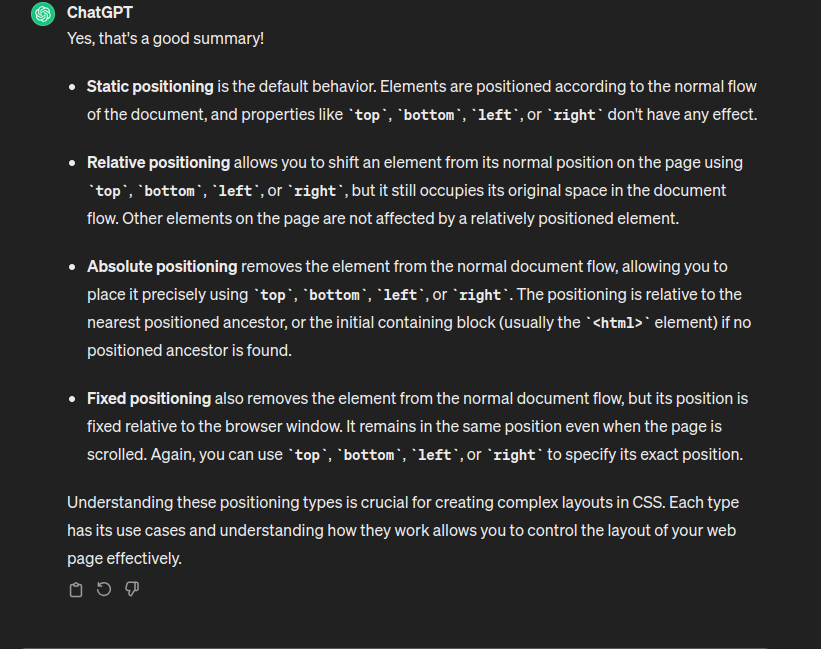 ChatGPT
Yes, that's a good summary!
• Static positioning is the default behavior. Elements are positioned according to the normal flow
of the document, and properties like `top`, `bottom`, `left`, or `right` don't have any effect.
• Relative positioning allows you to shift an element from its normal position on the page using
`top`, `bottom`, `left`, or `right`, but it still occupies its original space in the document
flow. Other elements on the page are not affected by a relatively positioned element.
• Absolute positioning removes the element from the normal document flow, allowing you to
place it precisely using `top`, `bottom`, `left`, or `right`. The positioning is relative to the
nearest positioned ancestor, or the initial containing block (usually the `<html>` element) if no
positioned ancestor is found.
• Fixed positioning also removes the element from the normal document flow, but its position is
fixed relative to the browser window. It remains in the same position even when the page is
scrolled. Again, you can use `top`, `bottom`, `left`, or `right` to specify its exact position.
Understanding these positioning types is crucial for creating complex layouts in CSS. Each type
has its use cases and understanding how they work allows you to control the layout of your web
page effectively.